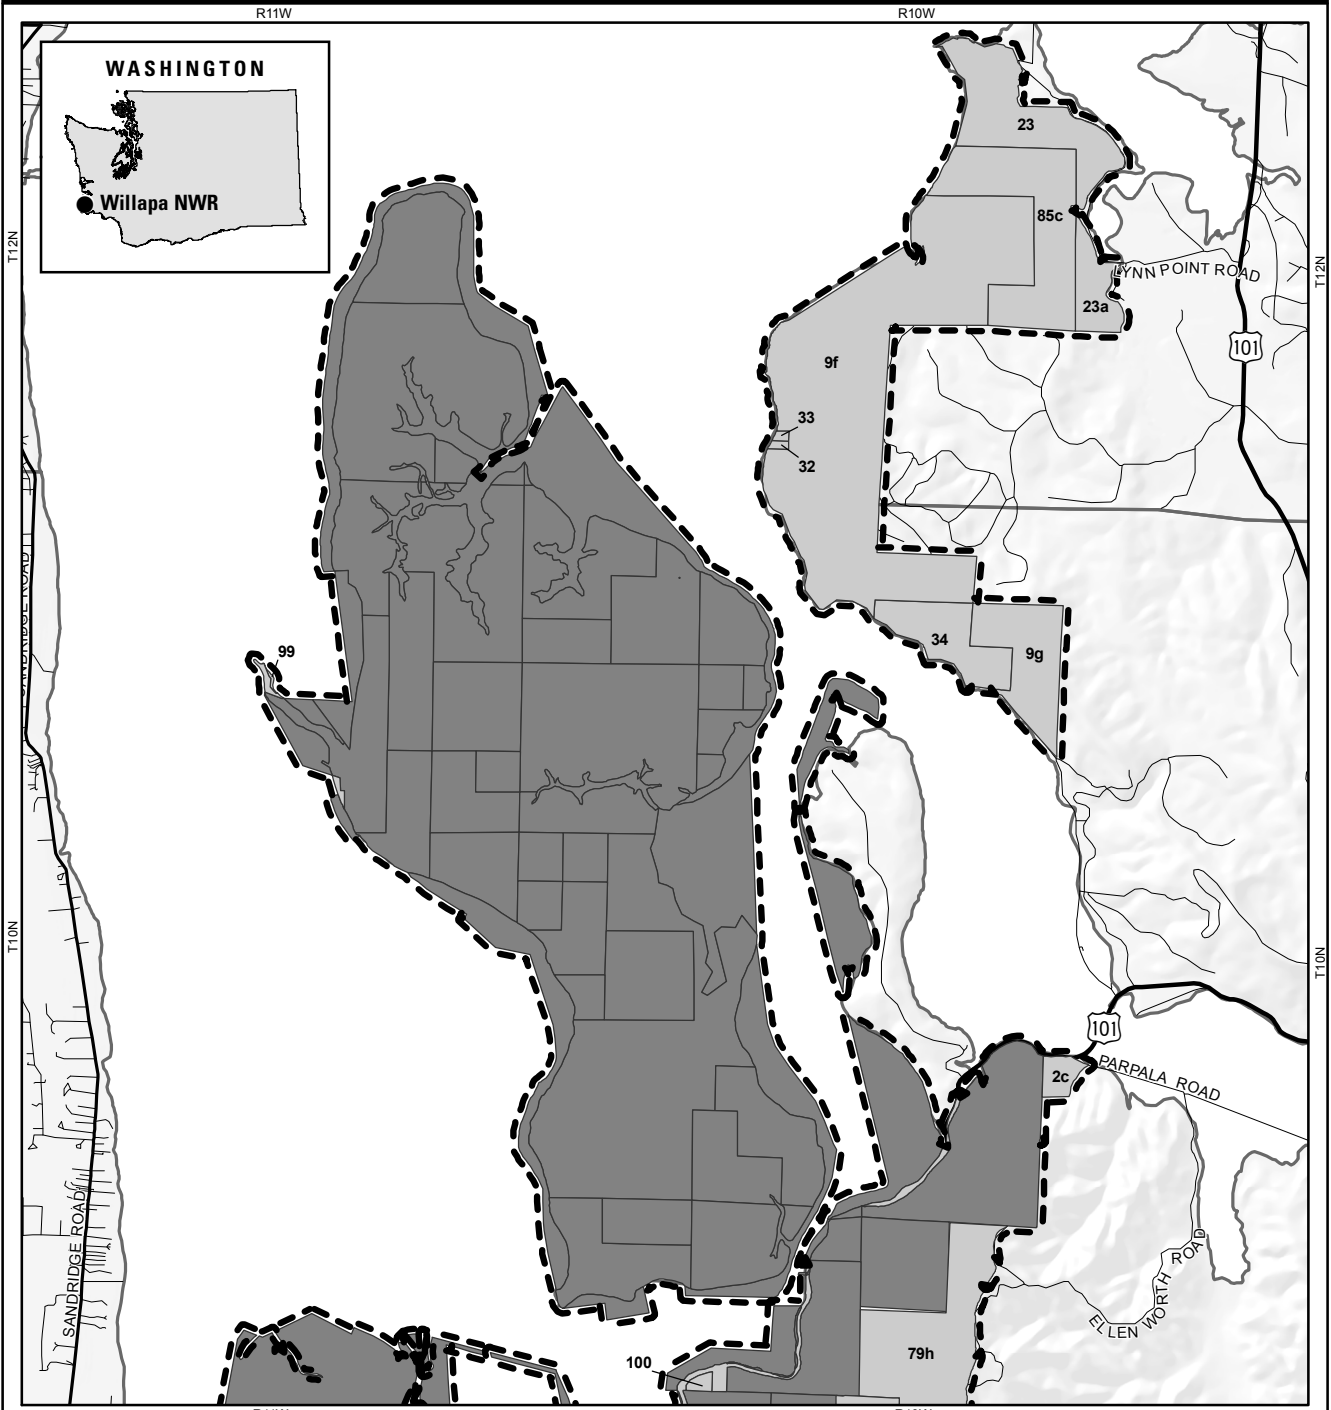 R11W
R10W
WASHINGTON
Willapa NWR
T12N
T12N
23
85c
LYNN POINT ROAD
23a
101
9f
33
32
SANDRIDGE ROAD
34
9g
99
T10N
T10N
101
2c
PARPALA ROAD
SANDRIDGE ROAD
ELLEN WORTH ROAD
79h
100